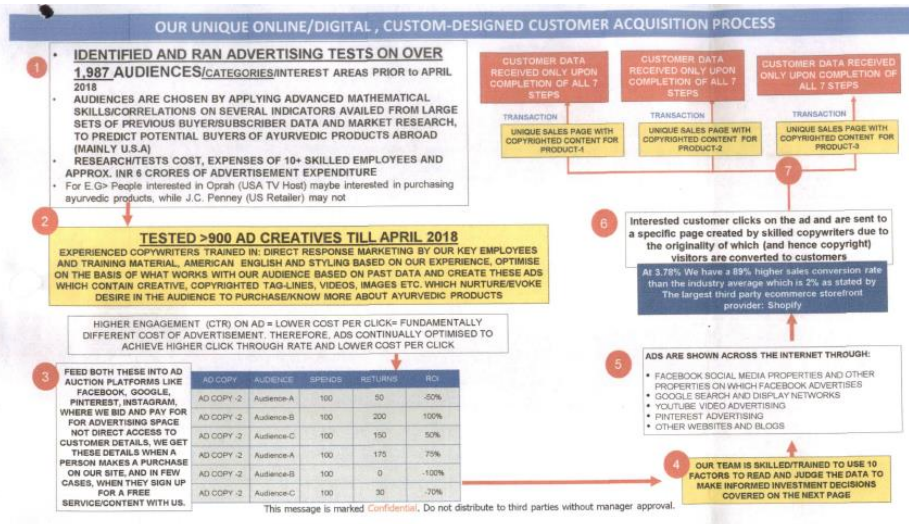 OUR UNIQUE ONLINE/DIGITAL , CUSTOM-DESIGNED CUSTOMER ACQUISITION PROCESS
1
• IDENTIFIED AND RAN ADVERTISING TESTS ON OVER
1,987 AUDIENCES/CATEGORIES/INTEREST AREAS PRIOR to APRIL
2018
• AUDIENCES ARE CHOSEN BY APPLYING ADVANCED MATHEMATICAL
SKILLS/CORRELATIONS ON SEVERAL INDICATORS AVAILED FROM LARGE
SETS OF PREVIOUS BUYER/SUBSCRIBER DATA AND MARKET RESEARCH,
TO PREDICT POTENTIAL BUYERS OF AYURVEDIC PRODUCTS ABROAD
(MAINLY U.S.A)
• RESEARCH/TESTS COST, EXPENSES OF 10+ SKILLED EMPLOYEES AND
APPROX. INR 6 CRORES OF ADVERTISEMENT EXPENDITURE
• For E.G> People interested in Oprah (USA TV Host) maybe interested in purchasing
ayurvedic products, while J.C. Penney (US Retailer) may not
2
TESTED >900 AD CREATIVES TILL APRIL 2018
EXPERIENCED COPYWRITERS TRAINED IN: DIRECT RESPONSE MARKETING BY OUR KEY EMPLOYEES
AND TRAINING MATERIAL, AMERICAN ENGLISH AND STYLING BASED ON OUR EXPERIENCE, OPTIMISE
ON THE BASIS OF WHAT WORKS WITH OUR AUDIENCE BASED ON PAST DATA AND CREATE THESE ADS
WHICH CONTAIN CREATIVE, COPYRIGHTED TAG-LINES, VIDEOS, IMAGES ETC. WHICH NURTURE/EVOKE
DESIRE IN THE AUDIENCE TO PURCHASE/KNOW MORE ABOUT AYURVEDIC PRODUCTS
HIGHER ENGAGEMENT (CTR) ON AD = LOWER COST PER CLICK= FUNDAMENTALLY
DIFFERENT COST OF ADVERTISEMENT. THEREFORE, ADS CONTINUALLY OPTIMISED TO
ACHIEVE HIGHER CLICK THROUGH RATE AND LOWER COST PER CLICK
3
FEED BOTH THESE INTO AD
AUCTION PLATFORMS LIKE
FACEBOOK, GOOGLE,
PINTEREST, INSTAGRAM,
WHERE WE BID AND PAY FOR
FOR ADVERTISING SPACE
NOT DIRECT ACCESS TO
CUSTOMER DETAILS, WE GET
THESE DETAILS WHEN A
PERSON MAKES A PURCHASE
ON OUR SITE, AND IN FEW
CASES, WHEN THEY SIGN UP
FOR A FREE
SERVICE/CONTENT WITH US.
AD COPY AUDIENCE SPENDS RETURNS ROI
AD COPY -2 Audience-A 100 50 -50%
AD COPY -2 Audience-B 100 200 100%
AD COPY -2 Audience-C 100 150 50%
AD COPY -2 Audience-A 100 175 75%
AD COPY -2 Audience-B 100 0 -100%
AD COPY -2 Audience-C 100 30 -70%
4
OUR TEAM IS SKILLED/TRAINED TO USE 10
FACTORS TO READ AND JUDGE THE DATA TO
MAKE INFORMED INVESTMENT DECISIONS
COVERED ON THE NEXT PAGE
5
ADS ARE SHOWN ACROSS THE INTERNET THROUGH:
• FACEBOOK SOCIAL MEDIA PROPERTIES AND OTHER
PROPERTIES ON WHICH FACEBOOK ADVERTISES
• GOOGLE SEARCH AND DISPLAY NETWORKS
• YOUTUBE VIDEO ADVERTISING
• PINTEREST ADVERTISING
• OTHER WEBSITES AND BLOGS
6
Interested customer clicks on the ad and are sent to
a specific page created by skilled copywriters due to
the originality of which (and hence copyright)
visitors are converted to customers
At 3.78% We have a 89% higher sales conversion rate
than the industry average which is 2% as stated by
The largest third party ecommerce storefront
provider: Shopify
7
UNIQUE SALES PAGE WITH
COPYRIGHTED CONTENT FOR
PRODUCT-1
UNIQUE SALES PAGE WITH
COPYRIGHTED CONTENT FOR
PRODUCT-2
UNIQUE SALES PAGE WITH
COPYRIGHTED CONTENT FOR
PRODUCT-3
TRANSACTION
TRANSACTION
TRANSACTION
CUSTOMER DATA
RECEIVED ONLY UPON
COMPLETION OF ALL 7
STEPS
CUSTOMER DATA
RECEIVED ONLY UPON
COMPLETION OF ALL 7
STEPS
CUSTOMER DATA RECEIVED
ONLY UPON COMPLETION OF
ALL 7 STEPS
This message is marked Confidential. Do not distribute to third parties without manager approval.